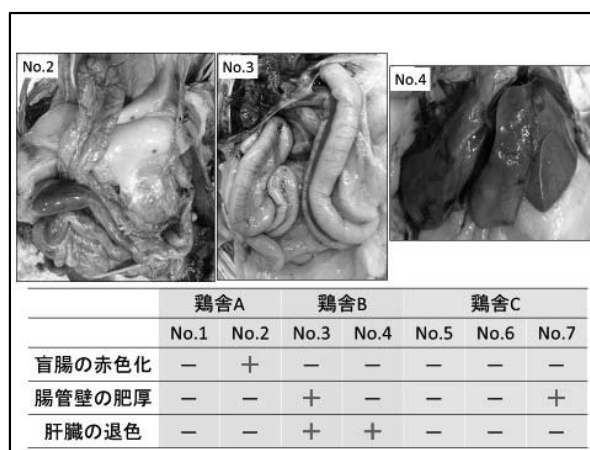 No.2 No.3 No.4
鶏舎A 鶏舎B 鶏舎C
No.1 No.2 No.3 No.4 No.5 No.6 No.7
盲腸の赤色化 － ＋ － － － － －
腸管壁の肥厚 － － ＋ － － － ＋
肝臓の退色 － － ＋ ＋ － － －